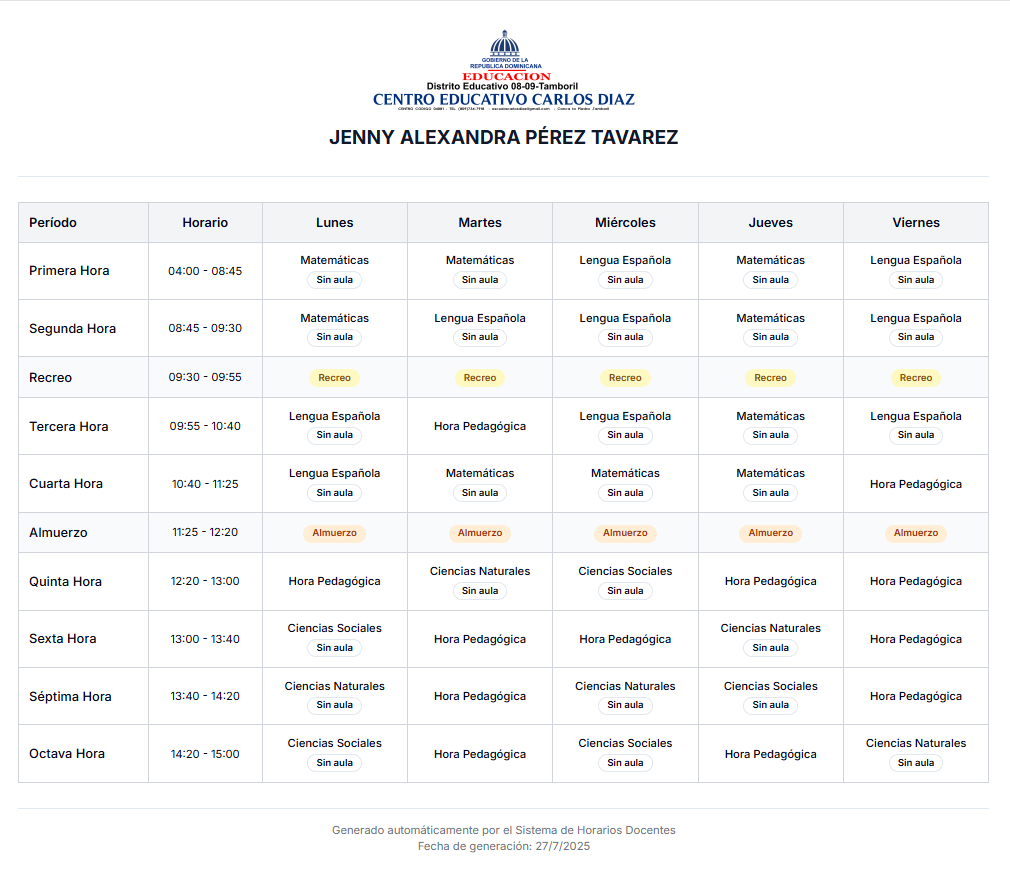 GOBIERNO DE LA
REPÚBLICA DOMINICANA
EDUCACION
Distrito Educativo 08-09-Tamboril
CENTRO EDUCATIVO CARLOS DIAZ
JENNY ALEXANDRA PÉREZ TAVAREZ
Período Horario Lunes Martes Miércoles Jueves Viernes
Primera Hora 04:00 - 08:45 Matemáticas Matemáticas Lengua Española Matemáticas Lengua Española
Sin aula Sin aula Sin aula Sin aula Sin aula
Segunda Hora 08:45 - 09:30 Matemáticas Lengua Española Lengua Española Matemáticas Lengua Española
Sin aula Sin aula Sin aula Sin aula Sin aula
Recreo 09:30 - 09:55 Recreo Recreo Recreo Recreo Recreo
Tercera Hora 09:55 - 10:40 Lengua Española Hora Pedagógica Lengua Española Matemáticas Lengua Española
Sin aula Sin aula Sin aula Sin aula
Cuarta Hora 10:40 - 11:25 Lengua Española Matemáticas Matemáticas Matemáticas Hora Pedagógica
Sin aula Sin aula Sin aula Sin aula
Almuerzo 11:25 - 12:20 Almuerzo Almuerzo Almuerzo Almuerzo Almuerzo
Quinta Hora 12:20 - 13:00 Hora Pedagógica Ciencias Naturales Ciencias Sociales Hora Pedagógica Hora Pedagógica
Sin aula Sin aula
Sexta Hora 13:00 - 13:40 Ciencias Sociales Hora Pedagógica Hora Pedagógica Ciencias Naturales Hora Pedagógica
Sin aula Sin aula
Séptima Hora 13:40 - 14:20 Ciencias Naturales Hora Pedagógica Ciencias Naturales Ciencias Sociales Hora Pedagógica
Sin aula Sin aula Sin aula
Octava Hora 14:20 - 15:00 Ciencias Sociales Hora Pedagógica Ciencias Sociales Hora Pedagógica Ciencias Naturales
Sin aula Sin aula Sin aula
Generado automáticamente por el Sistema de Horarios Docentes
Fecha de generación: 27/7/2025